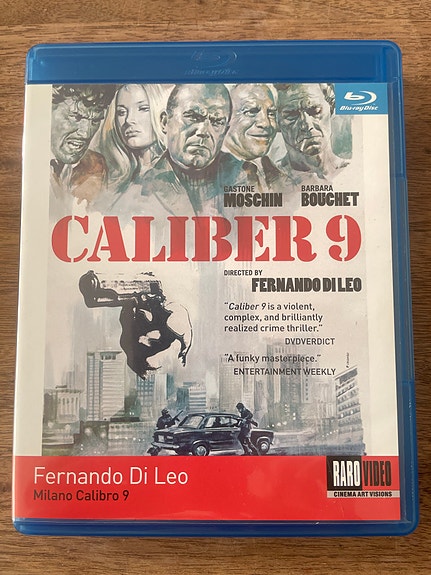 Blu-ray Disc
GASTONE
MOSCHIN
BARBARA
BOUCHET
CALIBER 9
DIRECTED BY
FERNANDO DI LEO
“Caliber 9 is a violent,
complex, and brilliantly
realized crime thriller.”
DVDVERDICT
“A funky masterpiece.”
ENTERTAINMENT WEEKLY
Fernando Di Leo
Milano Calibro 9
RAROVIDEO
CINEMA ART VISIONS